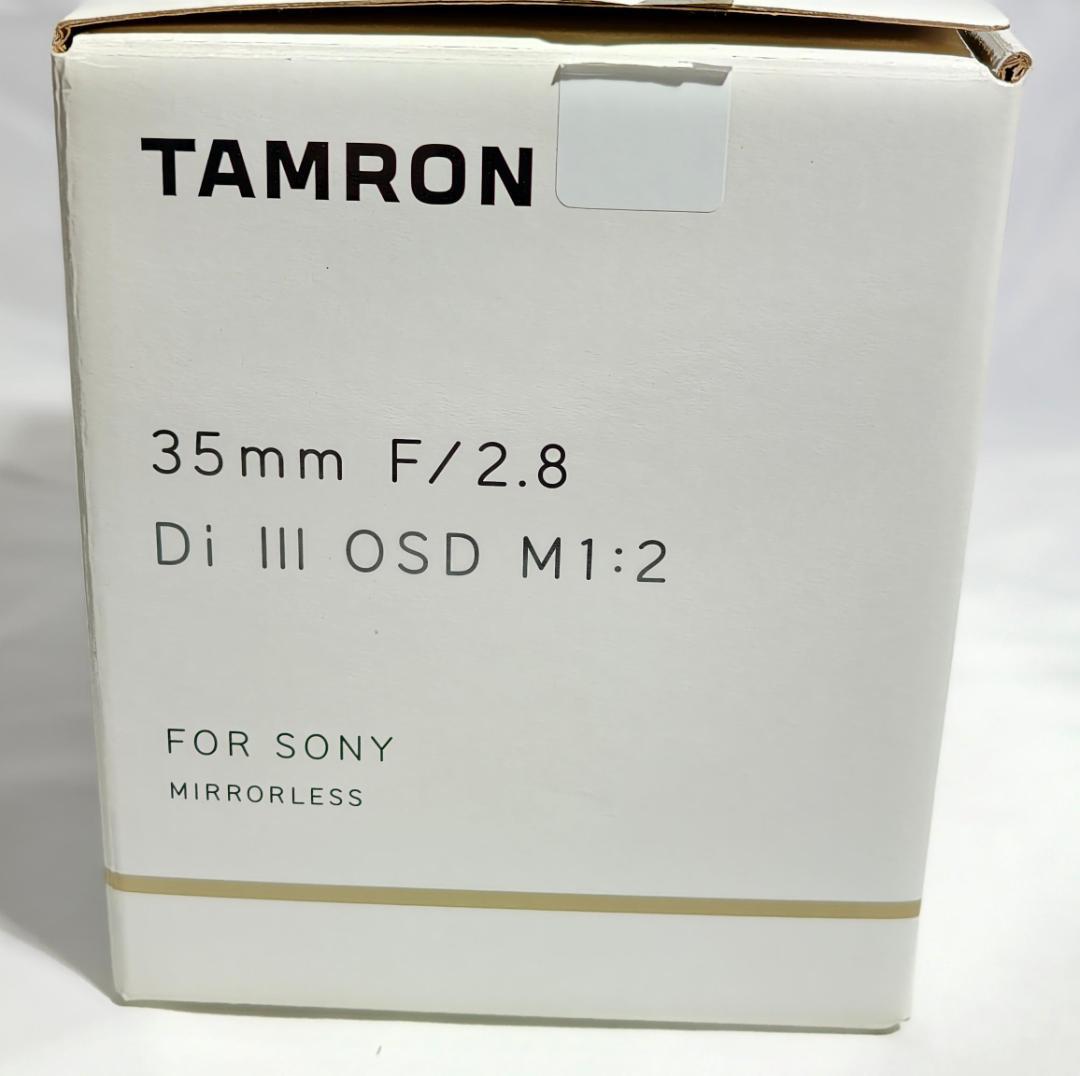 TAMRON
35mm F/2.8
Di III OSD M1:2
FOR SONY
MIRRORLESS